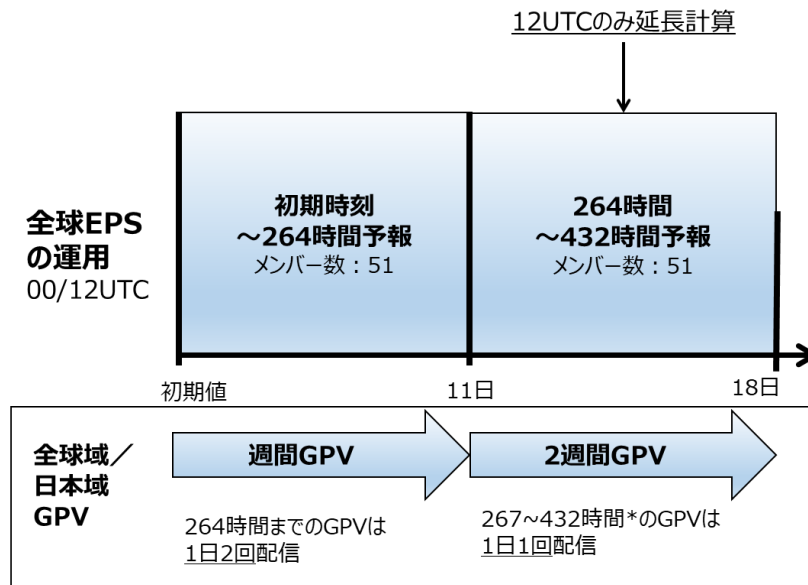 12UTCのみ延長計算
全球EPS
の運用
00/12UTC
初期時刻
～264時間予報
メンバー数：51
264時間
～432時間予報
メンバー数：51
初期値
11日
18日
全球域／
日本域
GPV
週間GPV
2週間GPV
264時間までのGPVは
1日2回配信
267~432時間*のGPVは
1日1回配信